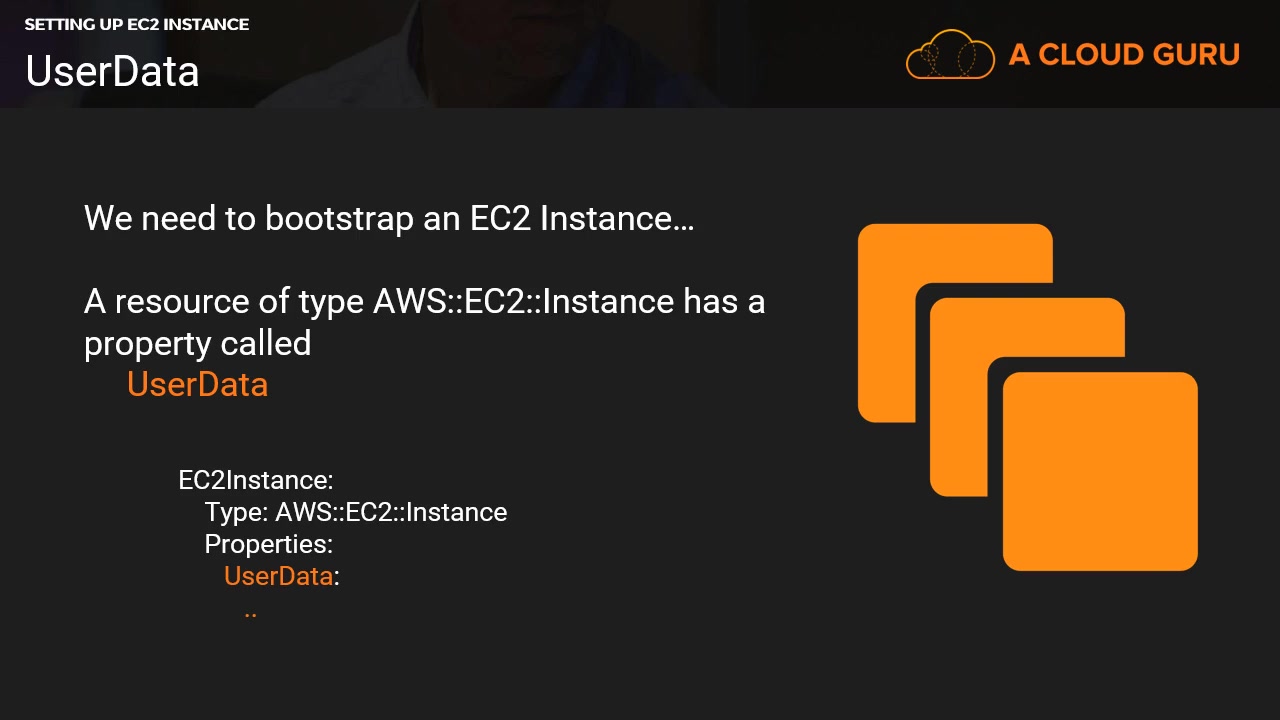 SETTING UP EC2 INSTANCE
UserData
A CLOUD GURU
We need to bootstrap an EC2 Instance…
A resource of type AWS::EC2::Instance has a
property called
UserData
EC2Instance:
Type: AWS::EC2::Instance
Properties:
UserData:
..